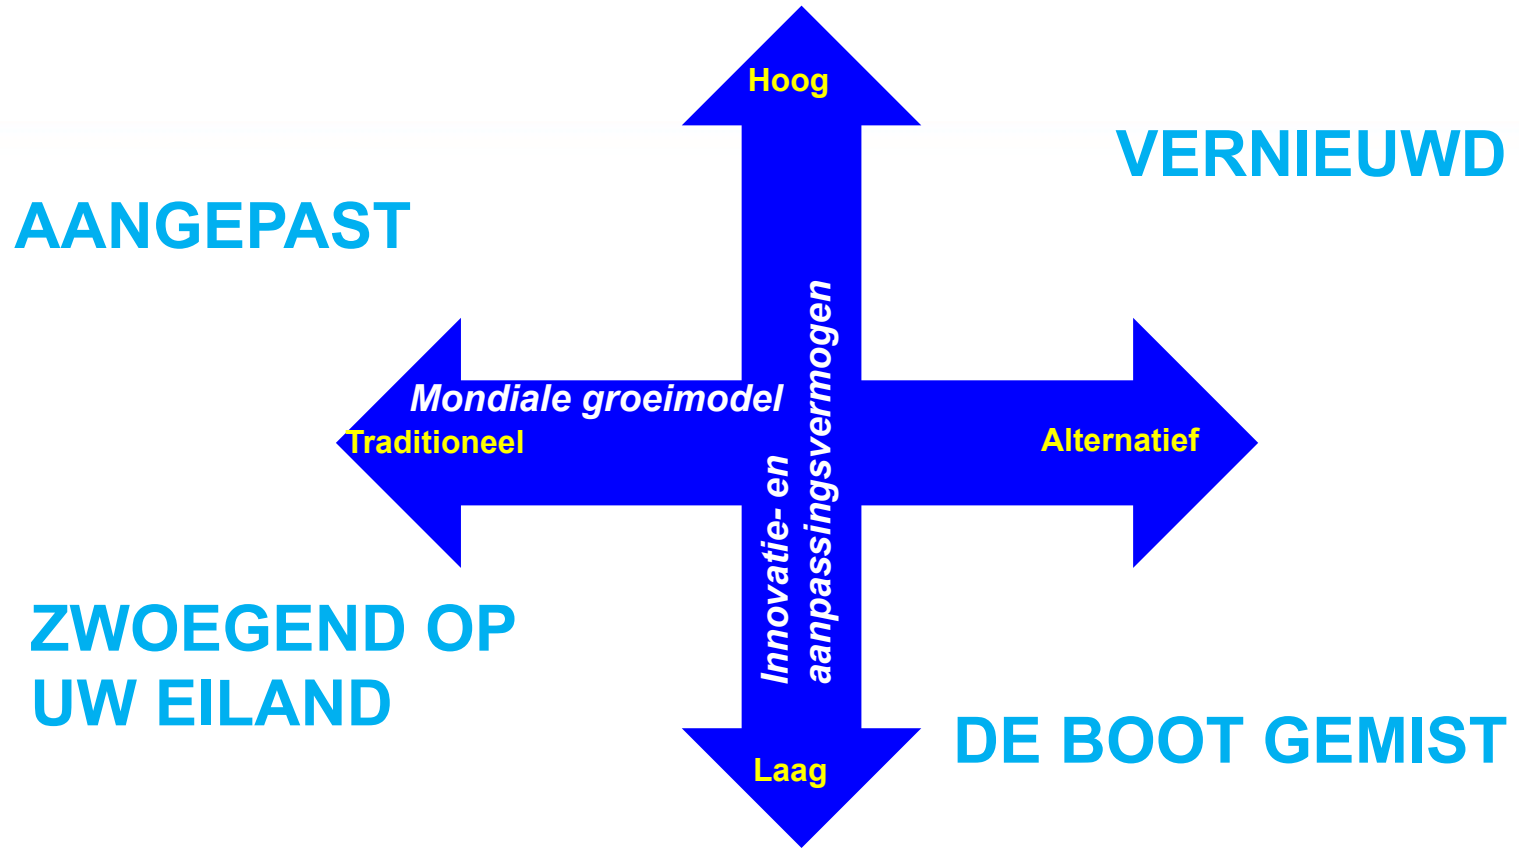 Hoog
VERNIEUWD
AANGEPAST
Mondiale groeimodel
Traditioneel
Alternatief
Innovatie- en
aanpassingsvermogen
ZWOEGEND OP
UW EILAND
DE BOOT GEMIST
Laag